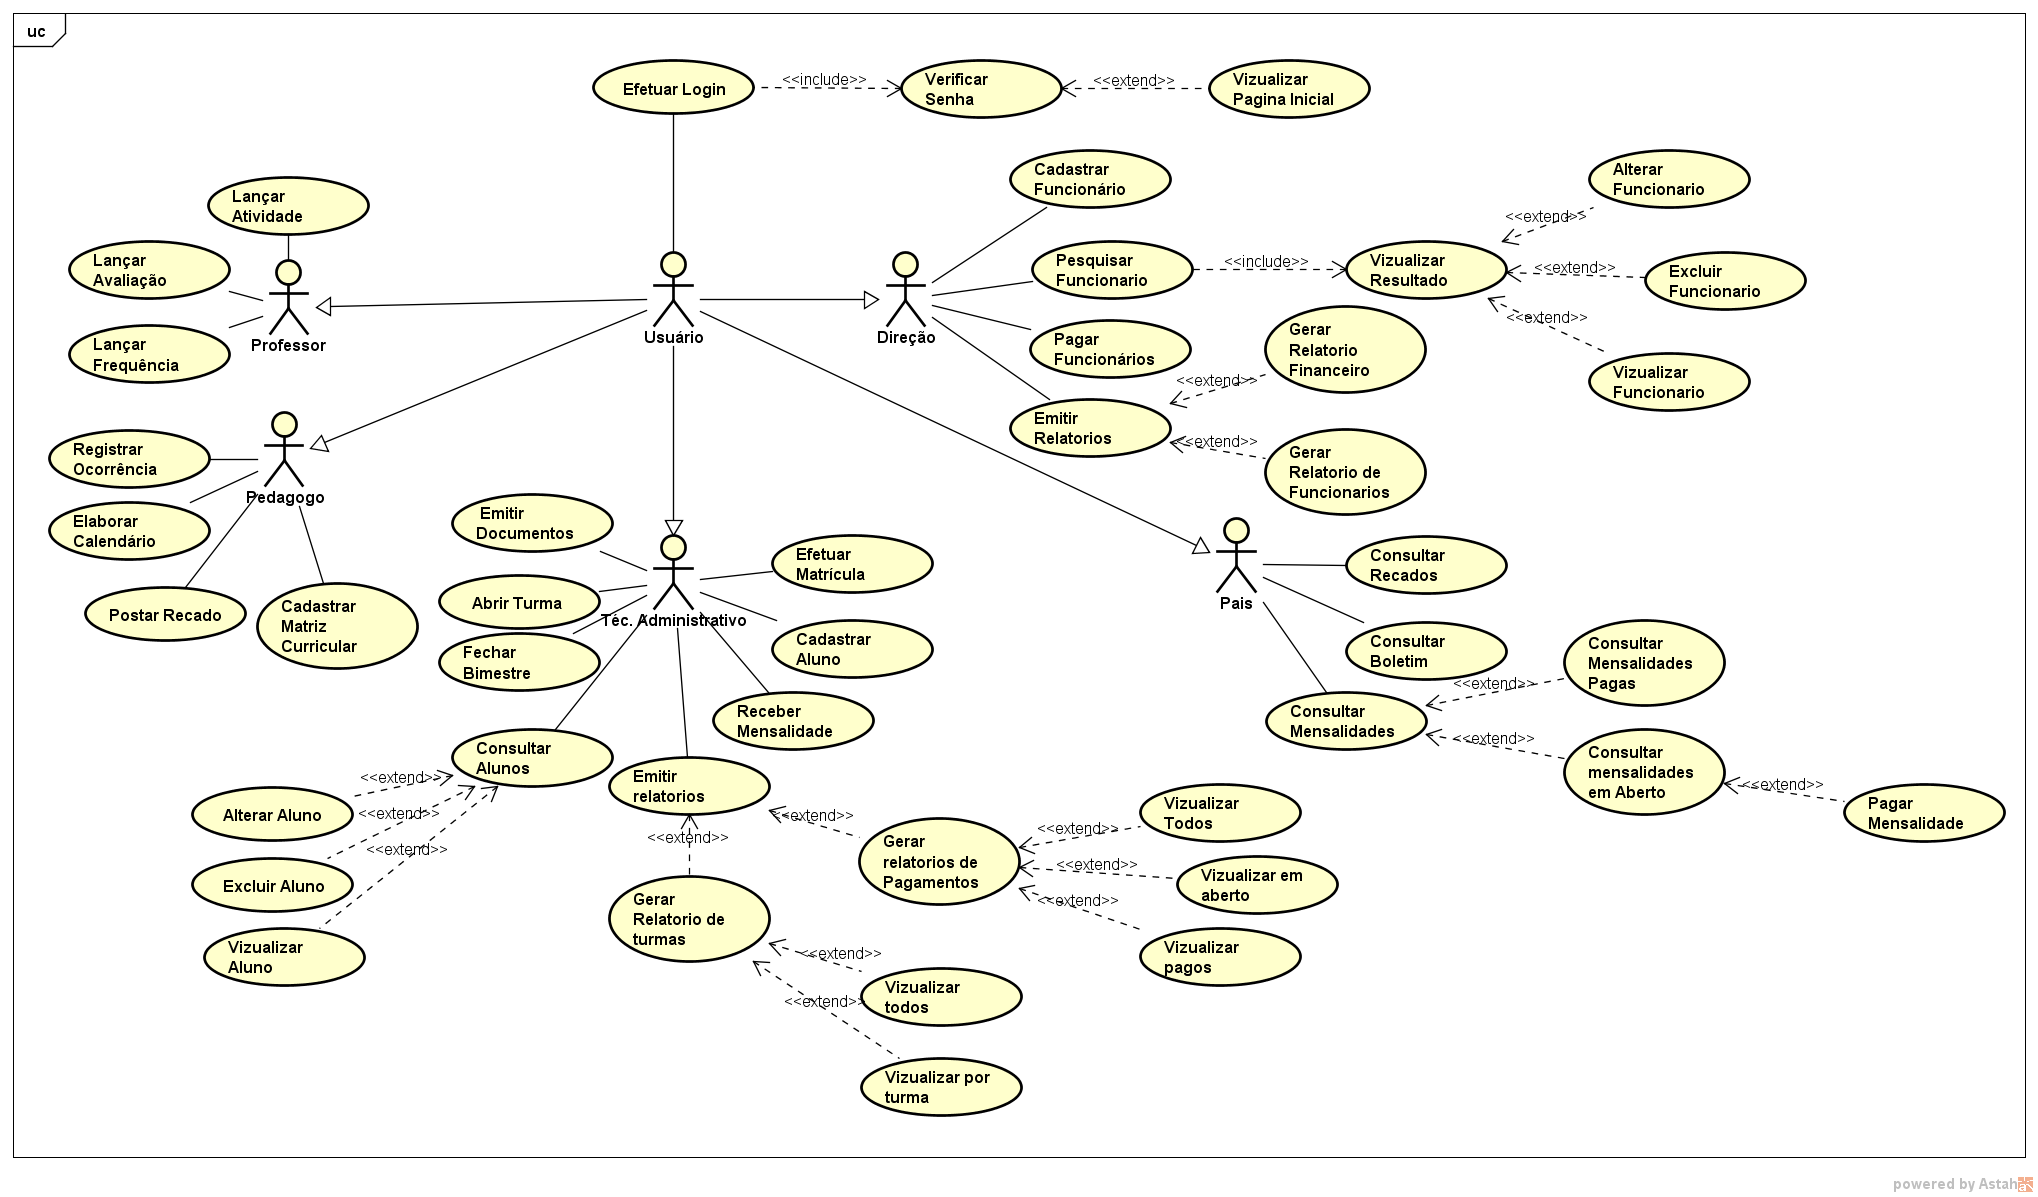 uc
Efetuar Login
<<include>>
Verificar
Senha
<<extend>>
Vizualizar
Pagina Inicial
Lançar
Atividade
Lançar
Avaliação
Lançar
Frequência
Professor
Usuário
Direção
Cadastrar
Funcionário
Pesquisar
Funcionario
<<include>>
Vizualizar
Resultado
<<extend>>
Alterar
Funcionario
<<extend>>
Excluir
Funcionario
<<extend>>
Vizualizar
Funcionario
Pagar
Funcionários
Emitir
Relatorios
<<extend>>
Gerar
Relatorio
Financeiro
<<extend>>
Gerar
Relatorio de
Funcionarios
Registrar
Ocorrência
Pedagogo
Elaborar
Calendário
Postar Recado
Cadastrar
Matriz
Curricular
Emitir
Documentos
Abrir Turma
Fechar
Bimestre
Téc. Administrativo
Efetuar
Matrícula
Cadastrar
Aluno
Receber
Mensalidade
Pais
Consultar
Recados
Consultar
Boletim
Consultar
Mensalidades
<<extend>>
Consultar
Mensalidades
Pagas
<<extend>>
Consultar
mensalidades
em Aberto
<<extend>>
Pagar
Mensalidade
Consultar
Alunos
<<extend>>
Alterar Aluno
<<extend>>
Excluir Aluno
<<extend>>
Vizualizar
Aluno
Emitir
relatorios
<<extend>>
Gerar
Relatorio de
turmas
<<extend>>
Gerar
relatorios de
Pagamentos
<<extend>>
Vizualizar
Todos
<<extend>>
Vizualizar em
aberto
<<extend>>
Vizualizar
pagos
<<extend>>
Vizualizar
todos
<<extend>>
Vizualizar por
turma
powered by Astah